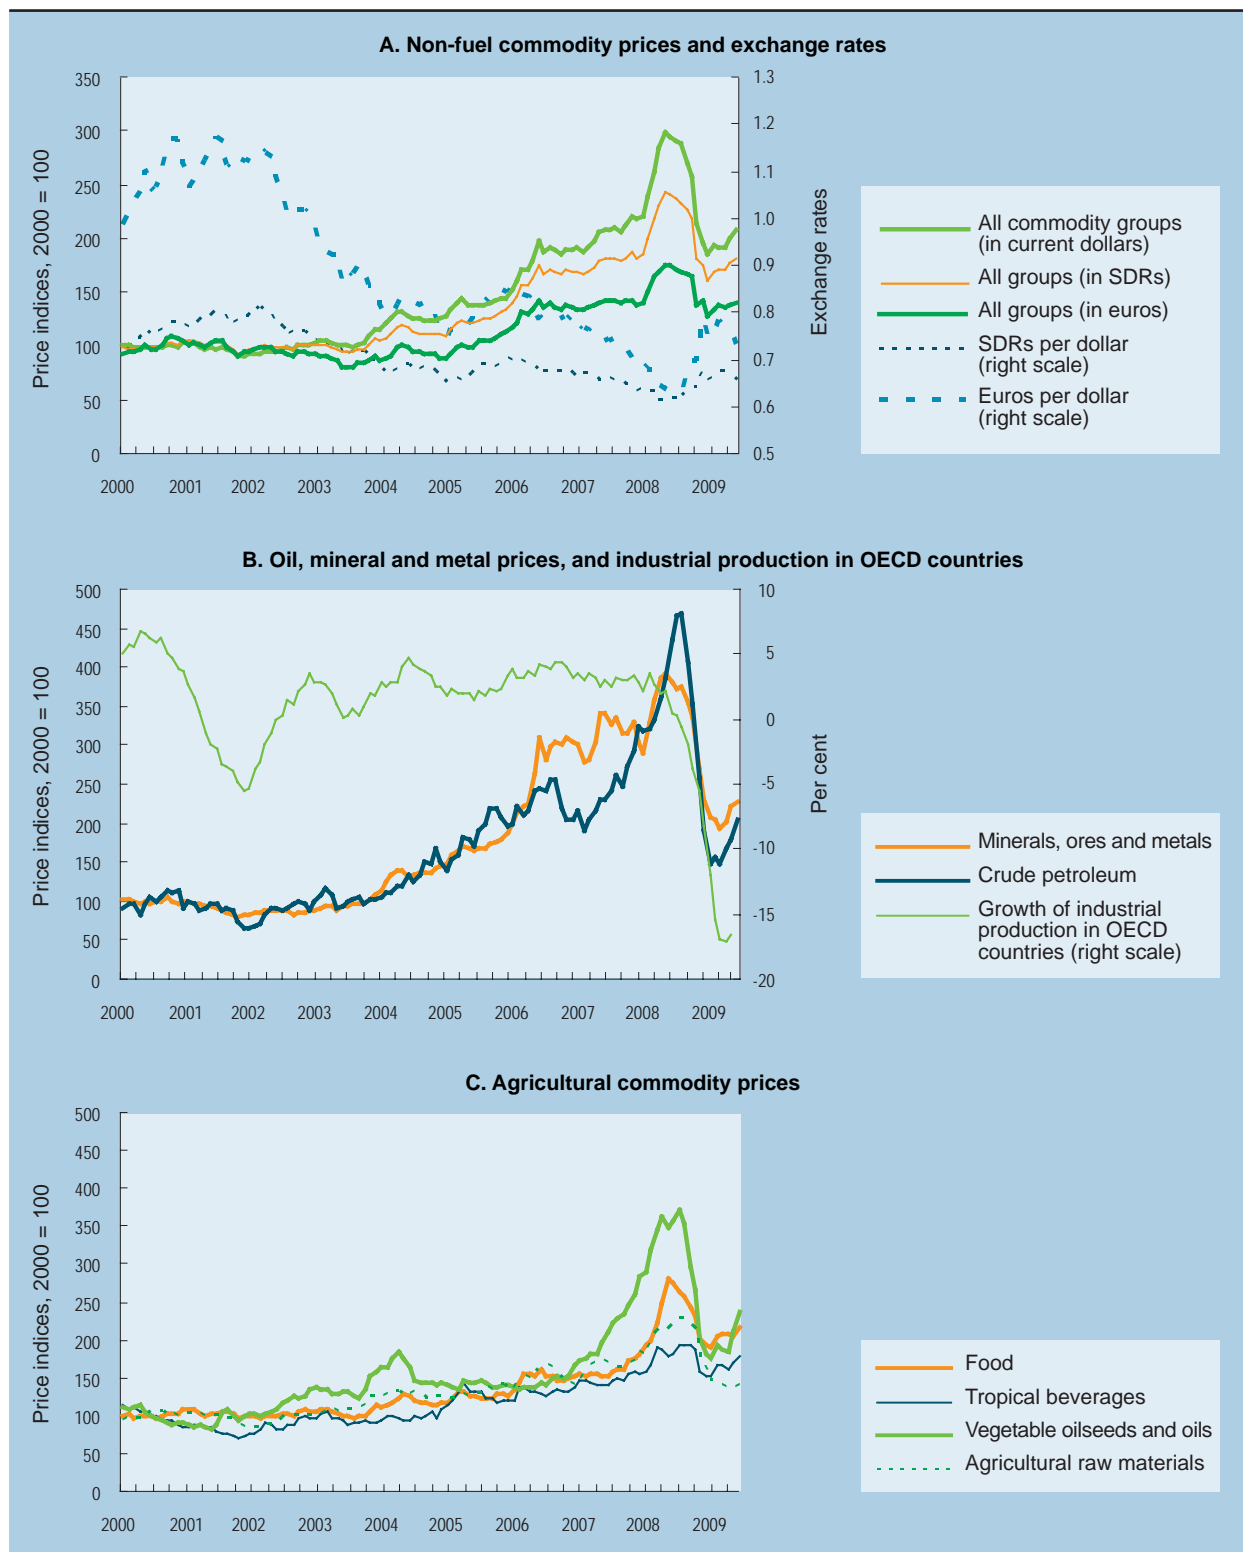 A. Non-fuel commodity prices and exchange rates
Price indices, 2000 = 100
350
300
250
200
150
100
50
0
1.3
1.2
1.1
1.0
0.9
0.8
0.7
0.6
0.5
Exchange rates
2000 2001 2002 2003 2004 2005 2006 2007 2008 2009
All commodity groups
(in current dollars)
All groups (in SDRs)
All groups (in euros)
SDRs per dollar
(right scale)
Euros per dollar
(right scale)
B. Oil, mineral and metal prices, and industrial production in OECD countries
Price indices, 2000 = 100
500
450
400
350
300
250
200
150
100
50
0
10
5
0
-5
-10
-15
-20
Per cent
2000 2001 2002 2003 2004 2005 2006 2007 2008 2009
Minerals, ores and metals
Crude petroleum
Growth of industrial
production in OECD
countries (right scale)
C. Agricultural commodity prices
Price indices, 2000 = 100
500
450
400
350
300
250
200
150
100
50
0
2000 2001 2002 2003 2004 2005 2006 2007 2008 2009
Food
Tropical beverages
Vegetable oilseeds and oils
Agricultural raw materials